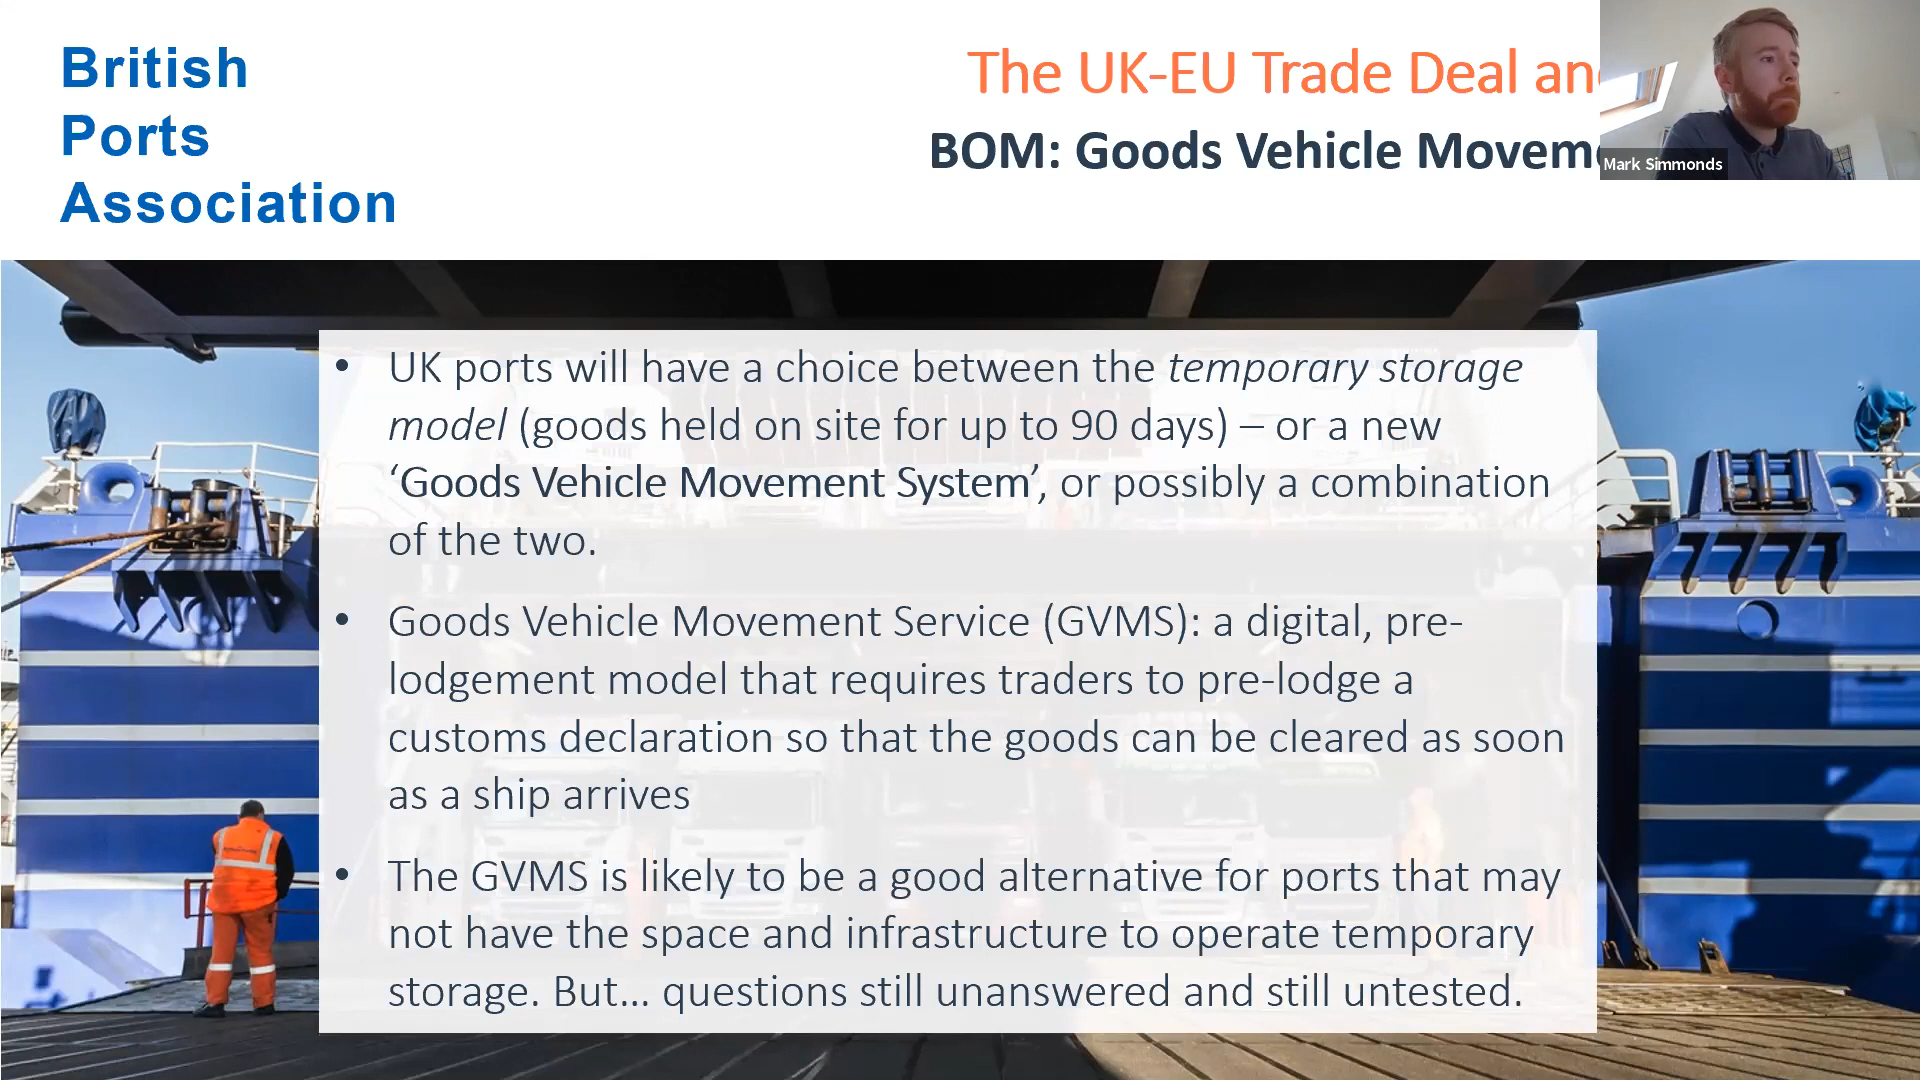 British
Ports
Association
The UK-EU Trade Deal
BOM: Goods Vehicle
Mark Simmonds
• UK ports will have a choice between the temporary storage
model (goods held on site for up to 90 days) – or a new
‘Goods Vehicle Movement System’, or possibly a combination
of the two.
• Goods Vehicle Movement Service (GVMS): a digital, pre-
lodgement model that requires traders to pre-lodge a
customs declaration so that the goods can be cleared as soon
as a ship arrives
• The GVMS is likely to be a good alternative for ports that may
not have the space and infrastructure to operate temporary
storage. But... questions still unanswered and still untested.